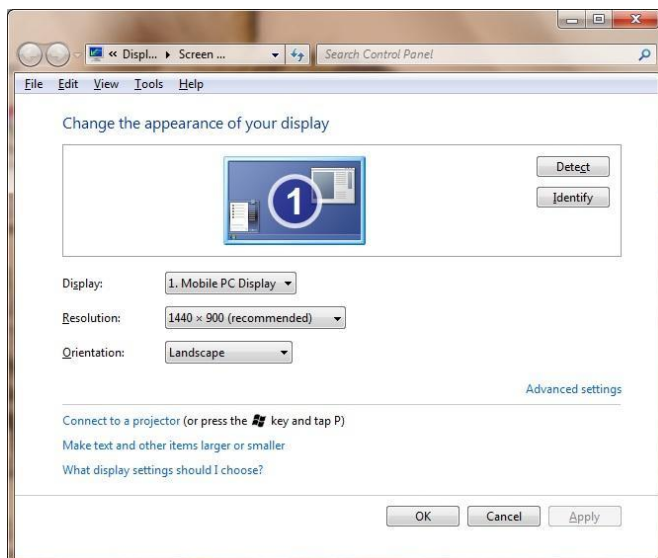 « Displ... ▸ Screen ...
Search Control Panel
File Edit View Tools Help
Change the appearance of your display
1
Detect
Identify
Display: 1. Mobile PC Display
Resolution: 1440 × 900 (recommended)
Orientation: Landscape
Advanced settings
Connect to a projector (or press the key and tap P)
Make text and other items larger or smaller
What display settings should I choose?
OK Cancel Apply